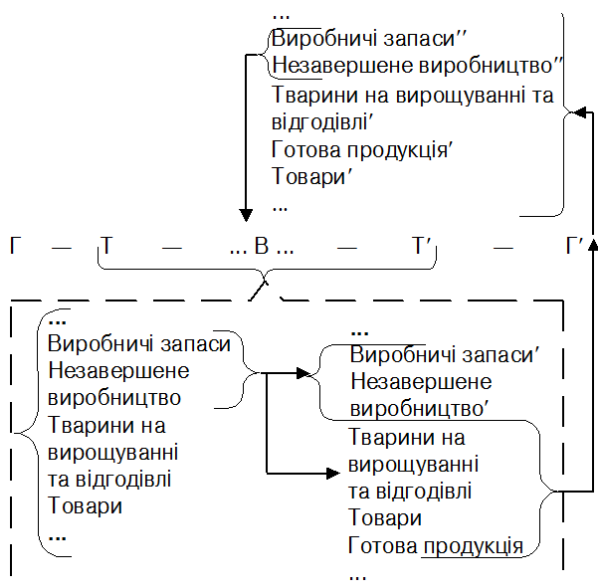 ...
Виробничі запаси′′
Незавершене виробництво′′
Тварини на вирощуванні та
відгодівлі′
Готова продукція′
Товари′
...
Г — Т — ... В ... — Т′ — Г′
...
Виробничі запаси
Незавершене
виробництво
Тварини на
вирощуванні
та відгодівлі
Товари
...
...
Виробничі запаси′
Незавершене
виробництво′
Тварини на
вирощуванні
та відгодівлі
Товари
Готова продукція
...